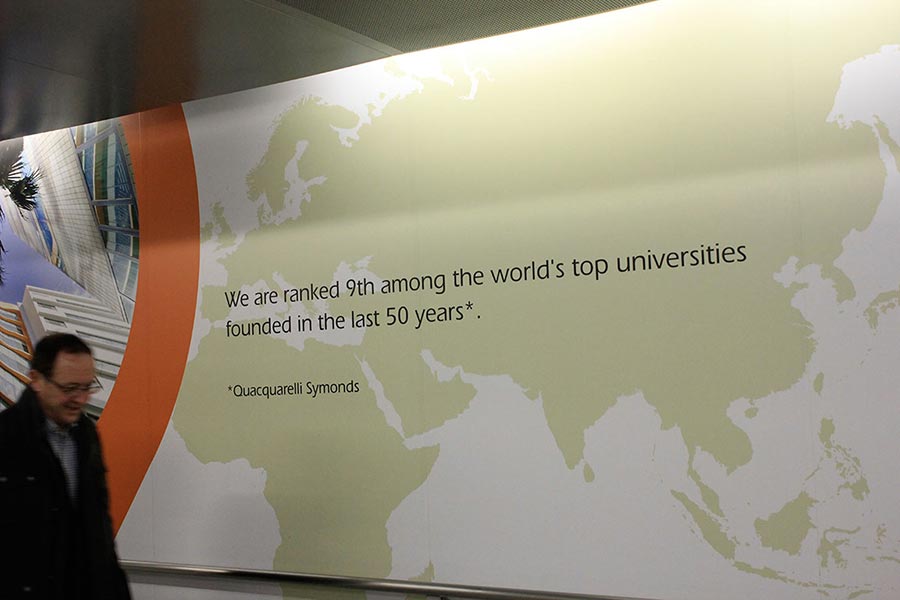 We are ranked 9th among the world's top universities
founded in the last 50 years*.
*Quacquarelli Symonds